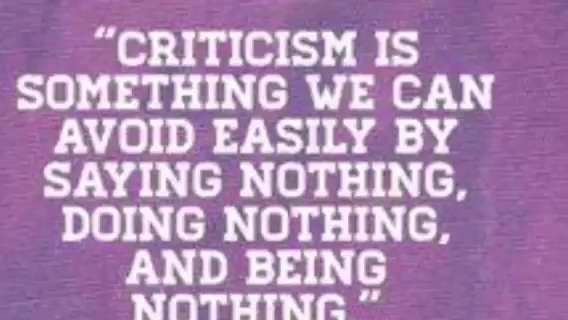 “CRITICISM IS
SOMETHING WE CAN
AVOID EASILY BY
SAYING NOTHING,
DOING NOTHING,
AND BEING
NOTHING.”